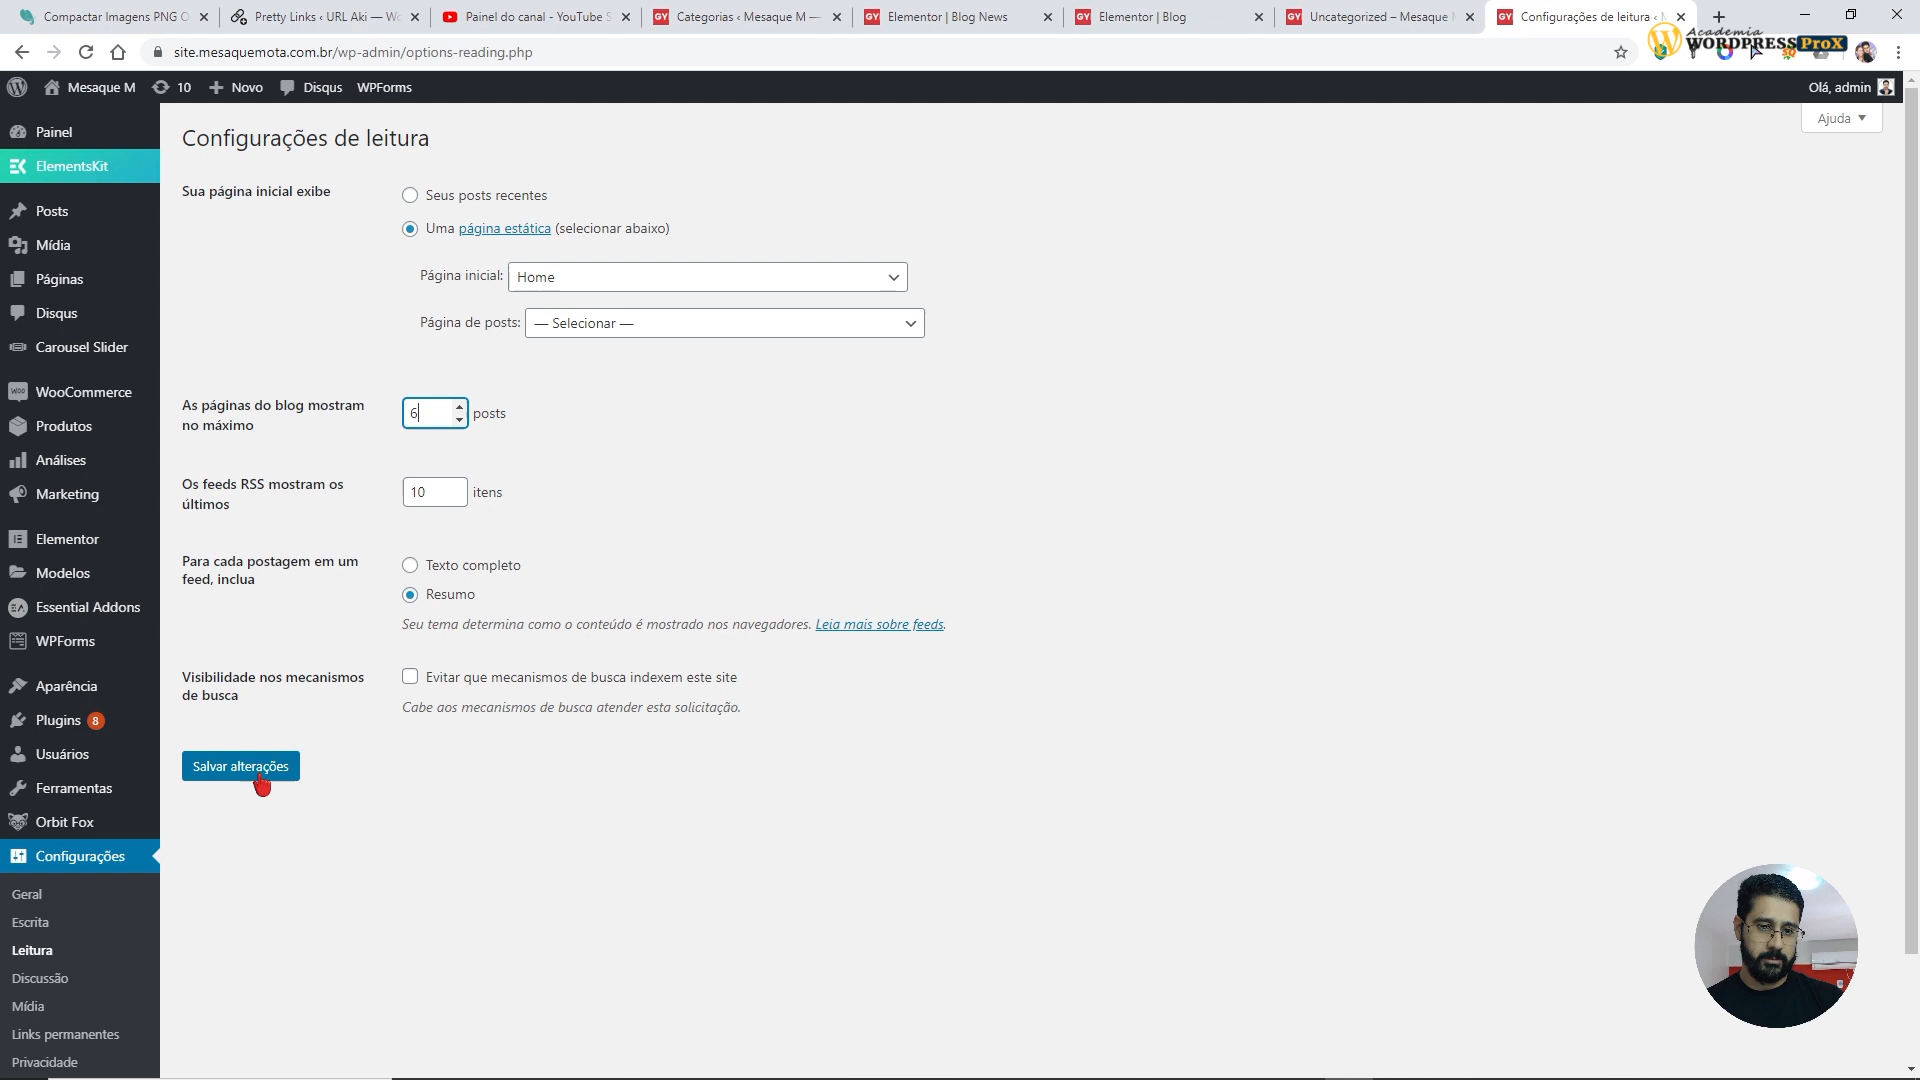 Compactar Imagens PNG O
Pretty Links ‹ URL Aki — Wo
Painel do canal - YouTube S
Categorias ‹ Mesaque M —
Elementor | Blog News
Elementor | Blog
Uncategorized – Mesaque
Configurações de leitura ‹
site.mesaquemota.com.br/wp-admin/options-reading.php
Academia
WORDPRESS ProX
Mesaque M
10
Novo
Disqus
WPForms
Olá, admin
Ajuda
Painel
ElementsKit
Posts
Mídia
Páginas
Disqus
Carousel Slider
WooCommerce
Produtos
Análises
Marketing
Elementor
Modelos
Essential Addons
WPForms
Aparência
Plugins 8
Usuários
Ferramentas
Orbit Fox
Configurações
Geral
Escrita
Leitura
Discussão
Mídia
Links permanentes
Privacidade
Configurações de leitura
Sua página inicial exibe
Seus posts recentes
Uma página estática (selecionar abaixo)
Página inicial: Home
Página de posts: — Selecionar —
As páginas do blog mostram
no máximo
6 posts
Os feeds RSS mostram os
últimos
10 itens
Para cada postagem em um
feed, inclua
Texto completo
Resumo
Seu tema determina como o conteúdo é mostrado nos navegadores. Leia mais sobre feeds.
Visibilidade nos mecanismos
de busca
Evitar que mecanismos de busca indexem este site
Cabe aos mecanismos de busca atender esta solicitação.
Salvar alterações